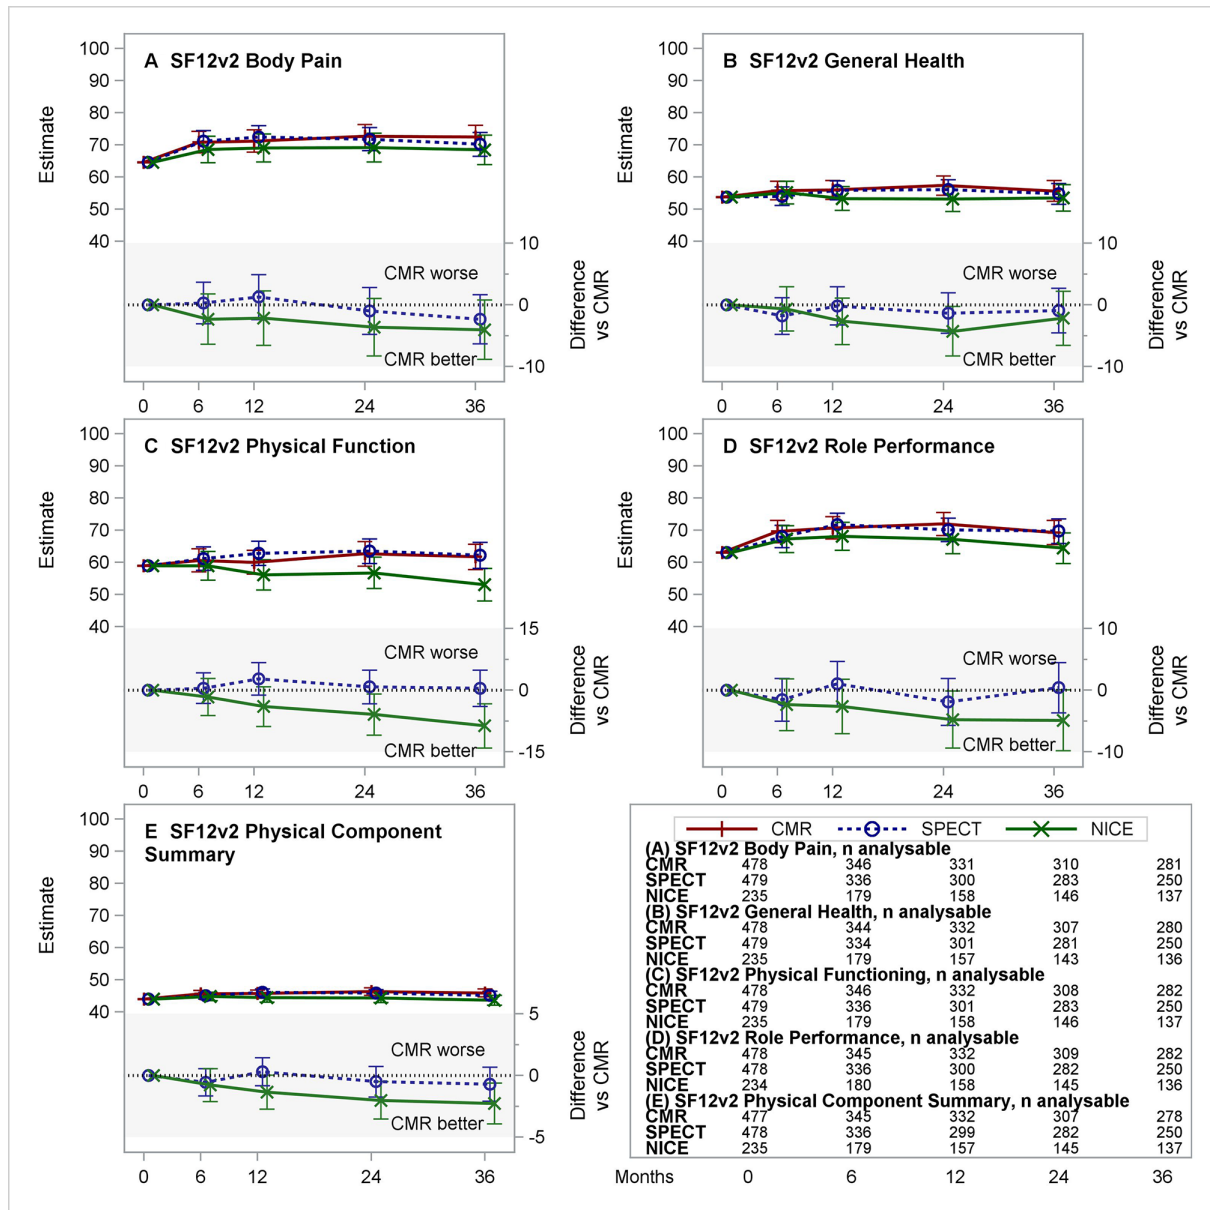 A SF12v2 Body Pain
100
90
80
70
60
50
40
Estimate
10
0
-10
Difference
vs CMR
CMR worse
CMR better
0 6 12 24 36
B SF12v2 General Health
100
90
80
70
60
50
40
Estimate
10
0
-10
Difference
vs CMR
CMR worse
CMR better
0 6 12 24 36
C SF12v2 Physical Function
100
90
80
70
60
50
40
Estimate
15
0
-15
Difference
vs CMR
CMR worse
CMR better
0 6 12 24 36
D SF12v2 Role Performance
100
90
80
70
60
50
40
Estimate
10
0
-10
Difference
vs CMR
CMR worse
CMR better
0 6 12 24 36
E SF12v2 Physical Component
Summary
100
90
80
70
60
50
40
Estimate
5
0
-5
Difference
vs CMR
CMR worse
CMR better
0 6 12 24 36
CMR SPECT NICE
(A) SF12v2 Body Pain, n analysable
CMR 478 346 331 310 281
SPECT 479 336 300 283 250
NICE 235 179 158 146 137
(B) SF12v2 General Health, n analysable
CMR 478 344 332 307 280
SPECT 479 334 301 281 250
NICE 235 179 157 143 136
(C) SF12v2 Physical Functioning, n analysable
CMR 478 346 332 308 282
SPECT 479 336 301 283 250
NICE 235 179 158 146 137
(D) SF12v2 Role Performance, n analysable
CMR 478 345 332 309 282
SPECT 478 336 300 282 250
NICE 234 180 158 145 136
(E) SF12v2 Physical Component Summary, n analysable
CMR 477 345 332 307 278
SPECT 478 336 299 282 250
NICE 235 179 157 145 137
Months 0 6 12 24 36